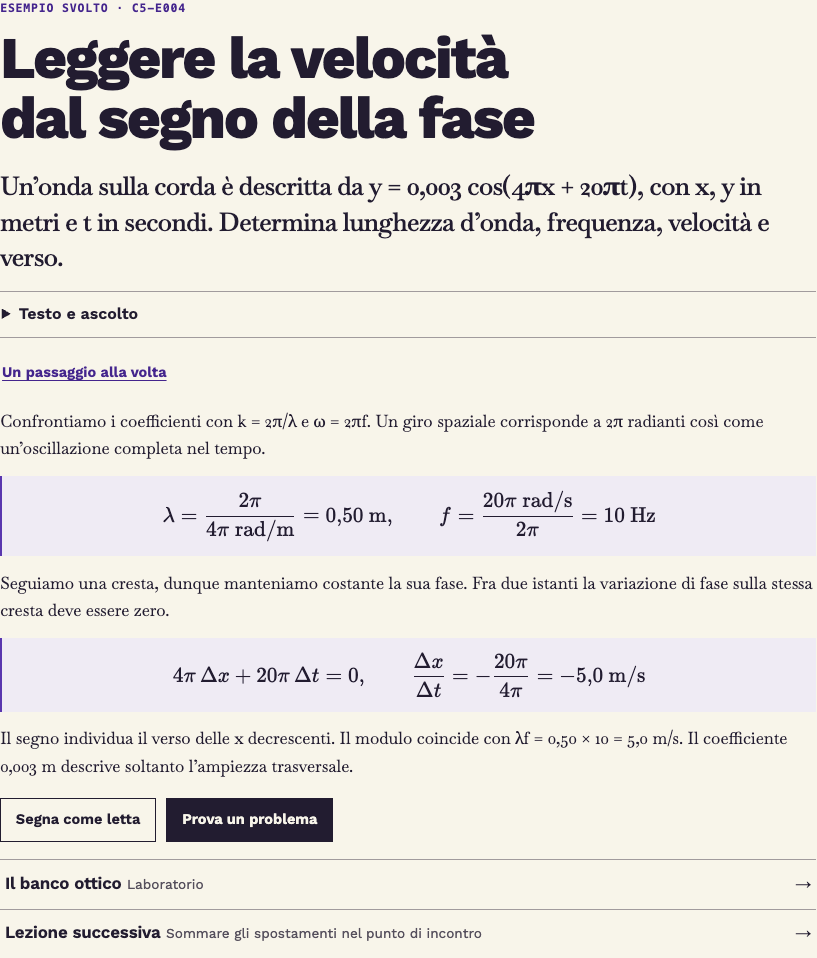 ESEMPIO SVOLTO · C5–E004
Leggere la velocità
dal segno della fase
Un’onda sulla corda è descritta da y = 0,003 cos(4πx + 20πt), con x, y in
metri e t in secondi. Determina lunghezza d’onda, frequenza, velocità e
verso.
▶ Testo e ascolto
Un passaggio alla volta
Confrontiamo i coefficienti con k = 2π/λ e ω = 2πf. Un giro spaziale corrisponde a 2π radianti così come
un’oscillazione completa nel tempo.
λ = 2π / (4π rad/m) = 0,50 m, f = (20π rad/s) / 2π = 10 Hz
Seguiamo una cresta, dunque manteniamo costante la sua fase. Fra due istanti la variazione di fase sulla stessa
cresta deve essere zero.
4π Δx + 20π Δt = 0, Δx/Δt = −20π/4π = −5,0 m/s
Il segno individua il verso delle x decrescenti. Il modulo coincide con λf = 0,50 × 10 = 5,0 m/s. Il coefficiente
0,003 m descrive soltanto l’ampiezza trasversale.
Segna come letta Prova un problema
Il banco ottico Laboratorio →
Lezione successiva Sommare gli spostamenti nel punto di incontro →